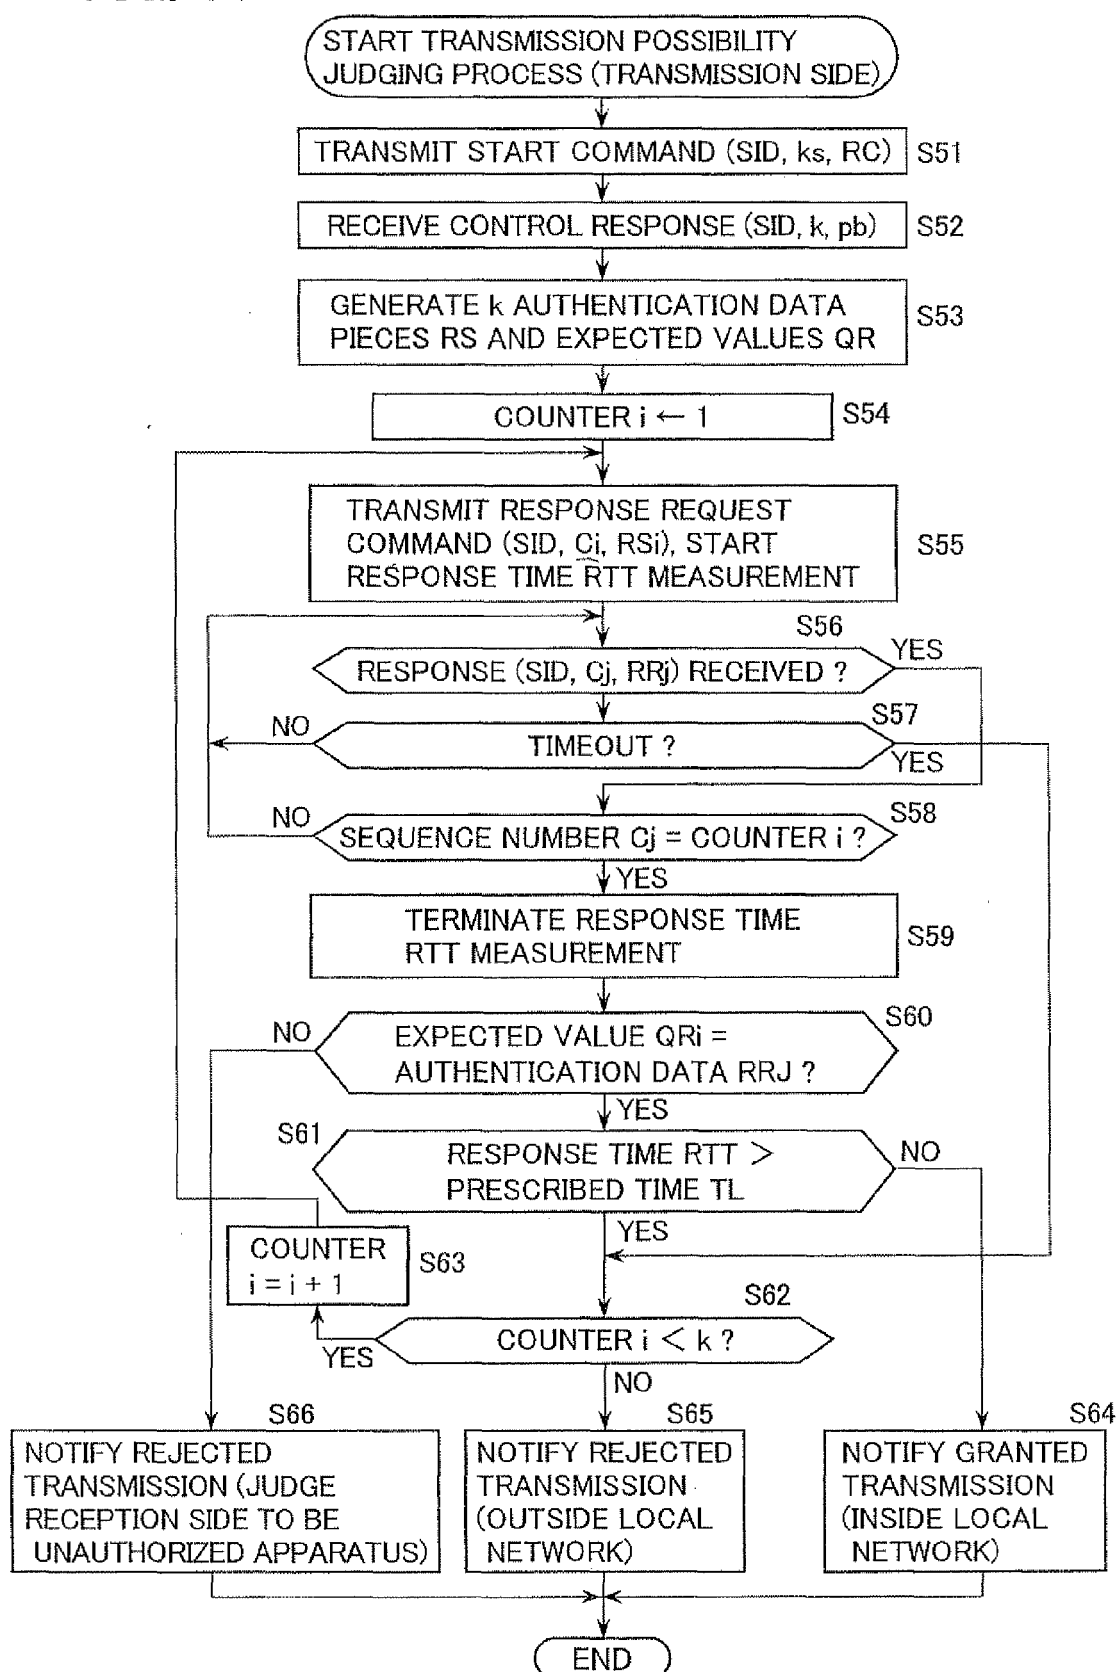 START TRANSMISSION POSSIBILITY
JUDGING PROCESS (TRANSMISSION SIDE)
TRANSMIT START COMMAND (SID, ks, RC)
S51
RECEIVE CONTROL RESPONSE (SID, k, pb)
S52
GENERATE k AUTHENTICATION DATA
PIECES RS AND EXPECTED VALUES QR
S53
COUNTER i ← 1
S54
TRANSMIT RESPONSE REQUEST
COMMAND (SID, Ci, RSi), START
RESPONSE TIME RTT MEASUREMENT
S55
S56
RESPONSE (SID, Cj, RRj) RECEIVED ?
YES
S57
NO
TIMEOUT ?
YES
S58
NO
SEQUENCE NUMBER Cj = COUNTER i ?
YES
TERMINATE RESPONSE TIME
RTT MEASUREMENT
S59
S60
NO
EXPECTED VALUE QRi =
AUTHENTICATION DATA RRJ ?
YES
S61
RESPONSE TIME RTT >
PRESCRIBED TIME TL
NO
YES
COUNTER
i = i + 1
S63
S62
COUNTER i < k ?
YES
NO
S66
NOTIFY REJECTED
TRANSMISSION (JUDGE
RECEPTION SIDE TO BE
UNAUTHORIZED APPARATUS)
S65
NOTIFY REJECTED
TRANSMISSION
(OUTSIDE LOCAL
NETWORK)
S64
NOTIFY GRANTED
TRANSMISSION
(INSIDE LOCAL
NETWORK)
END